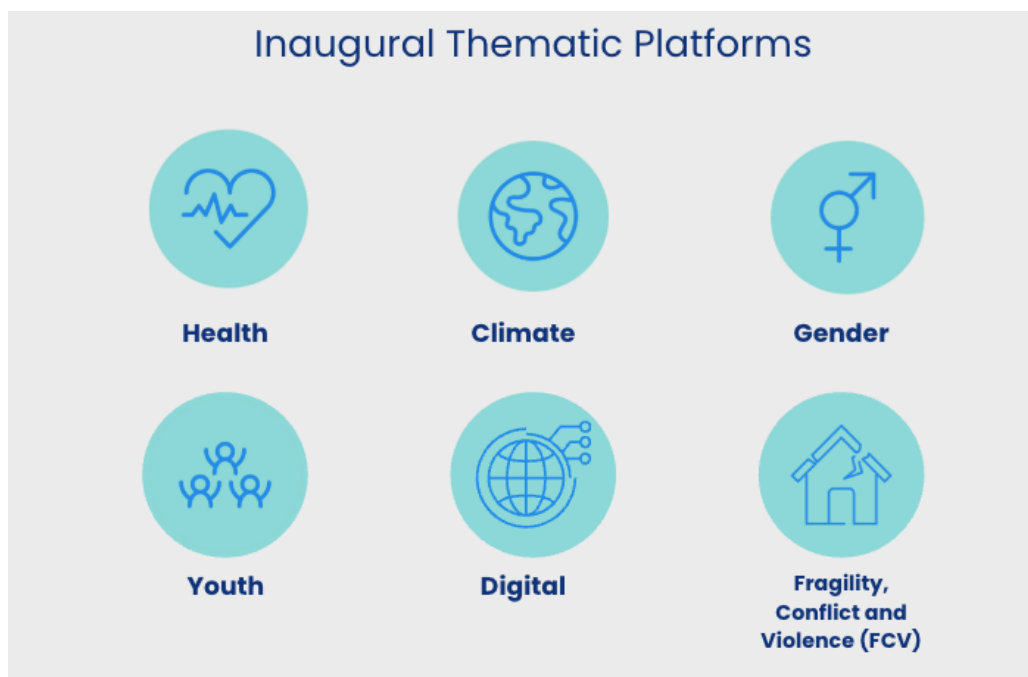 Inaugural Thematic Platforms
Health
Climate
Gender
Youth
Digital
Fragility,
Conflict and
Violence (FCV)